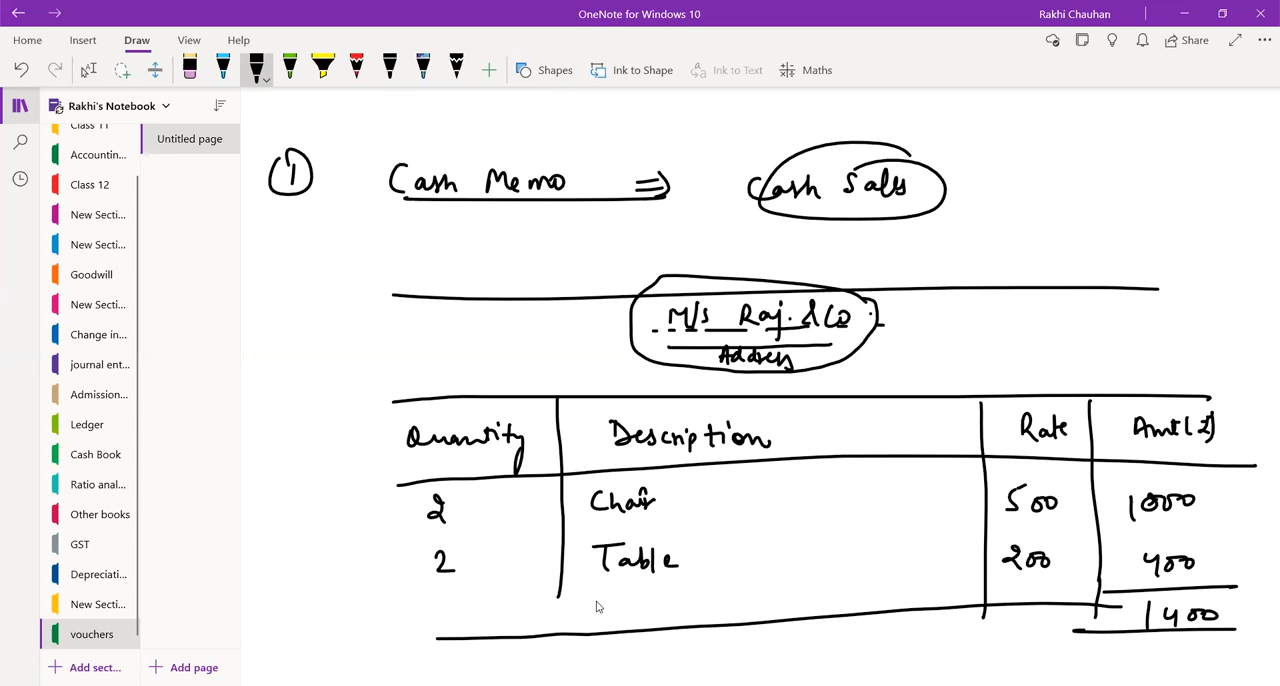 OneNote for Windows 10
Rakhi Chauhan
Home Insert Draw View Help
Share
Shapes Ink to Shape Ink to Text Maths
Rakhi's Notebook
Untitled page
Class 11
Accountin...
Class 12
New Secti...
New Secti...
Goodwill
New Secti...
Change in...
journal ent...
Admission...
Ledger
Cash Book
Ratio anal...
Other books
GST
Depreciati...
New Secti...
vouchers
Add sect...
Add page
1 Cash Memo ⇒ Cash Sales
M/s Raj. & Co.
Address
Quantity Description Rate Amt(₹)
2 Chair 500 1000
2 Table 200 400
1400